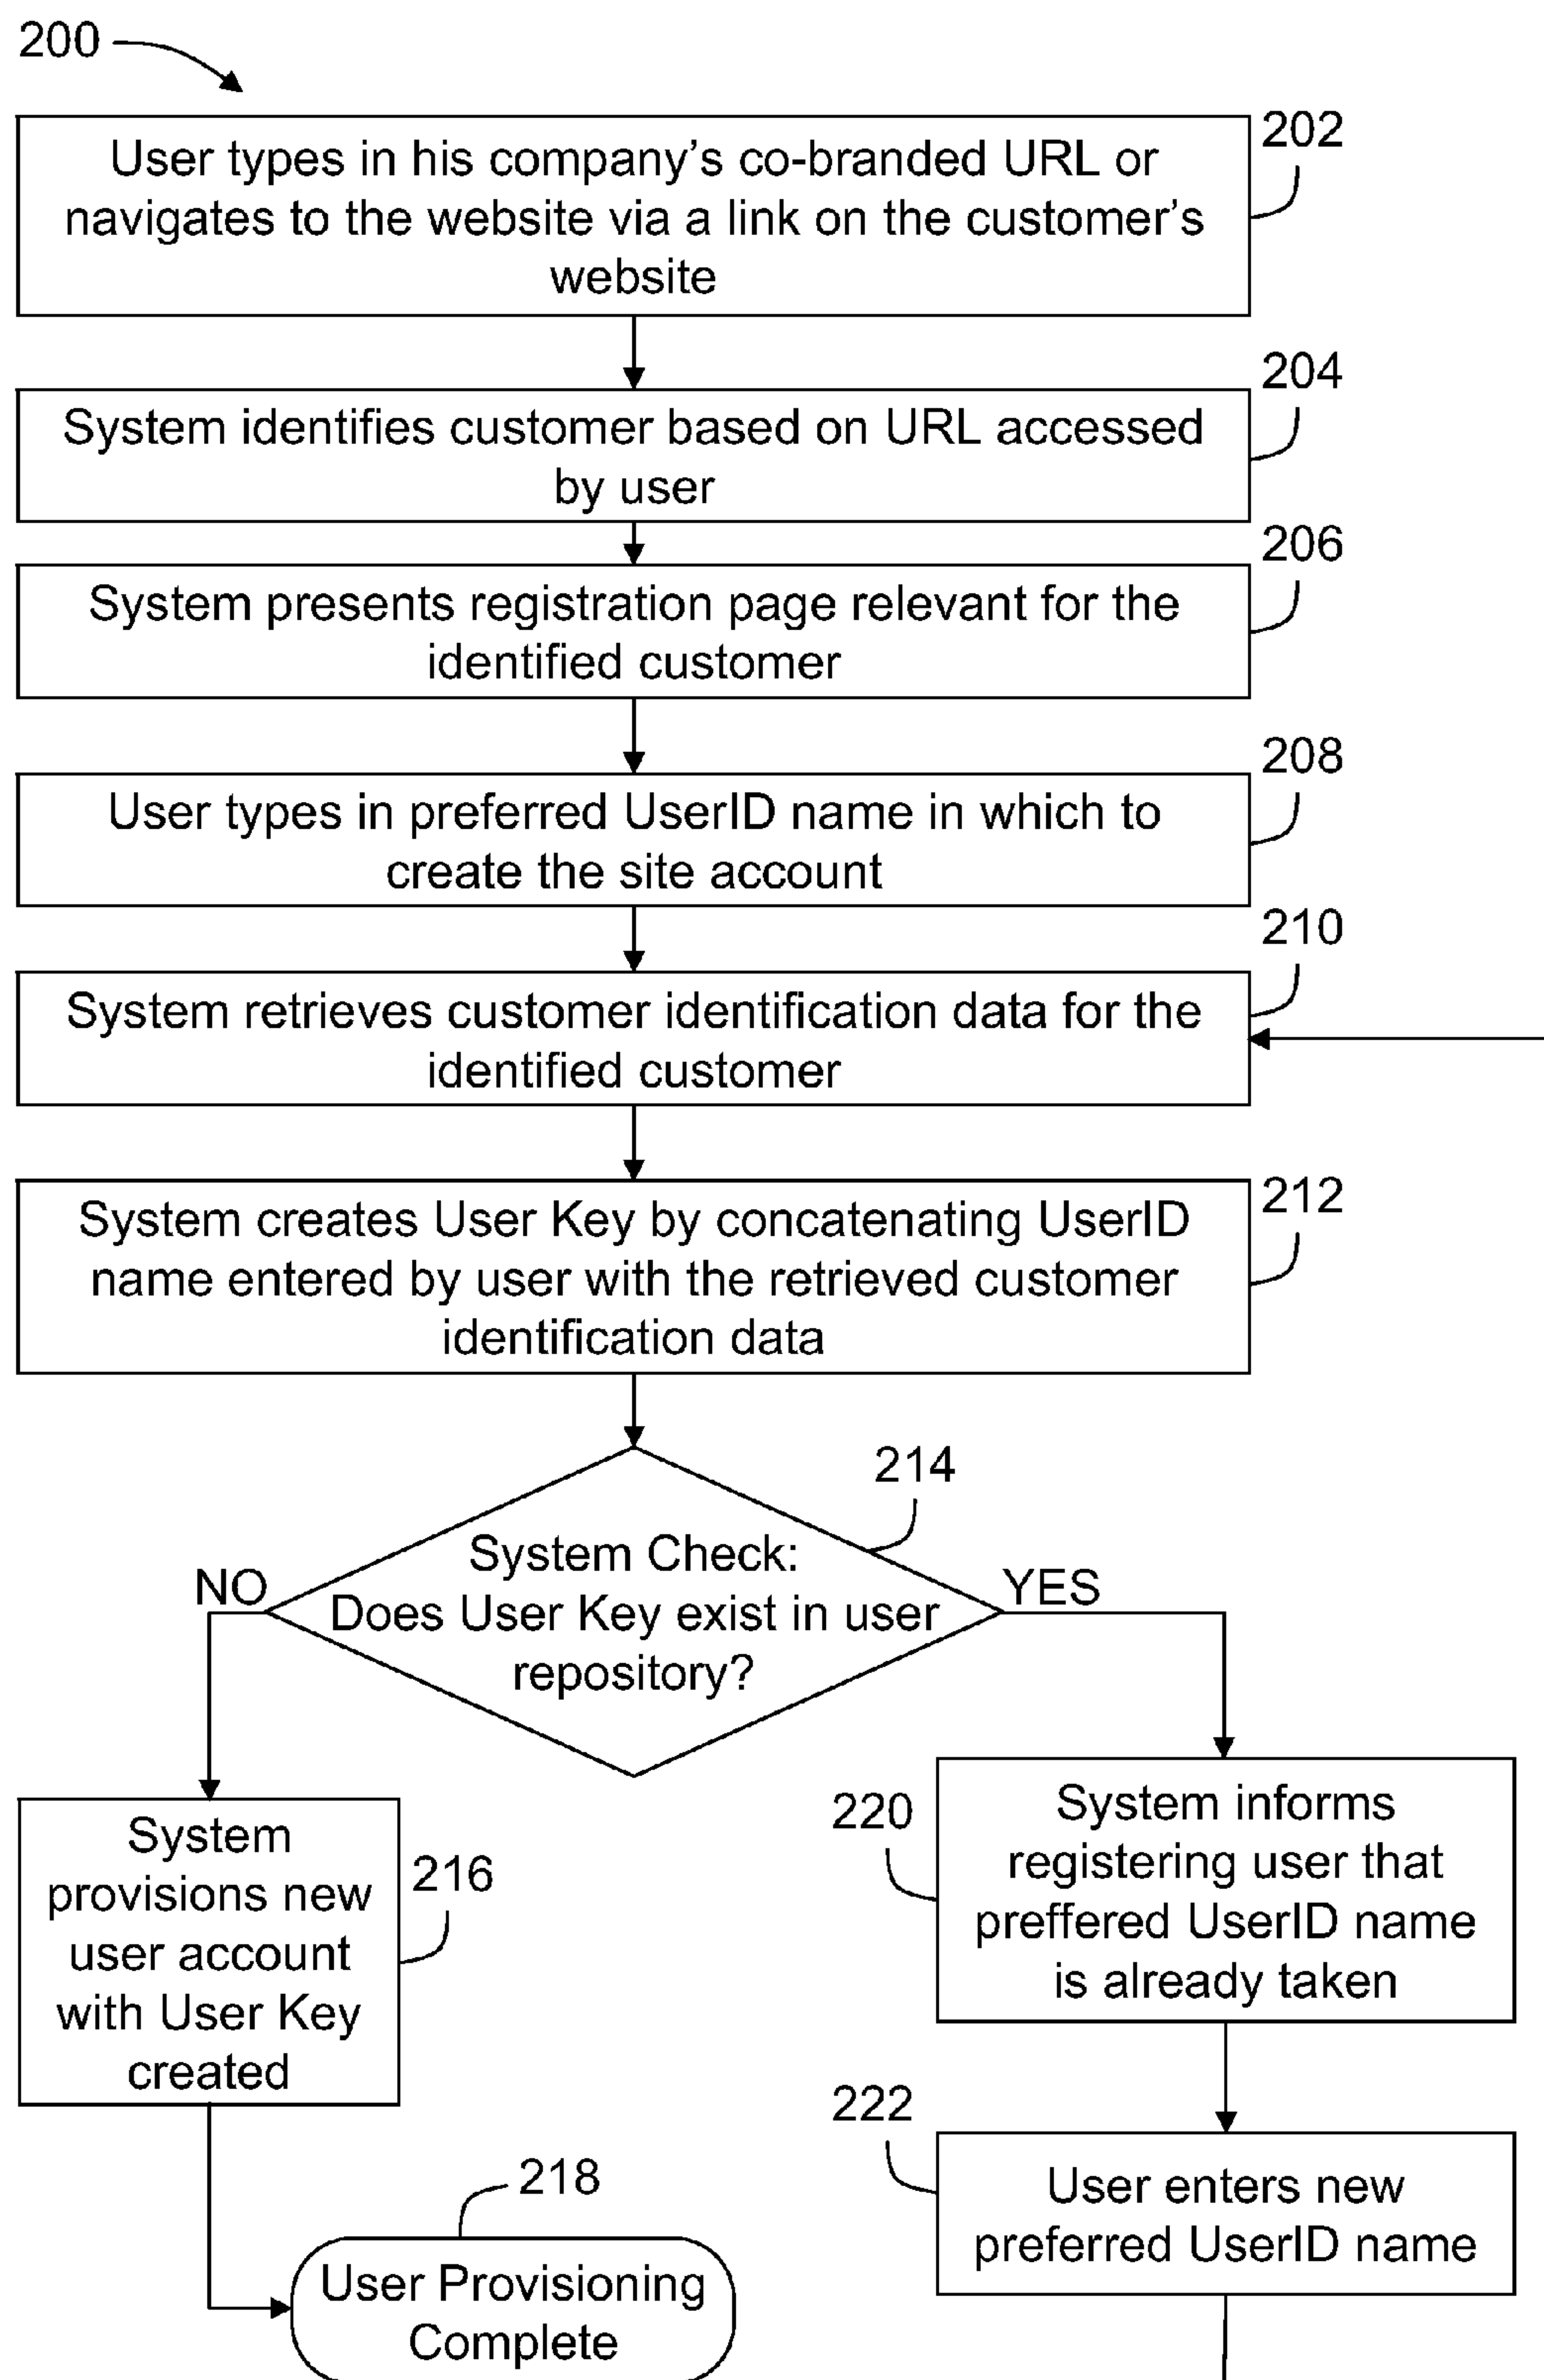 200
202
User types in his company's co-branded URL or
navigates to the website via a link on the customer's
website
204
System identifies customer based on URL accessed
by user
206
System presents registration page relevant for the
identified customer
208
User types in preferred UserID name in which to
create the site account
210
System retrieves customer identification data for the
identified customer
212
System creates User Key by concatenating UserID
name entered by user with the retrieved customer
identification data
214
System Check:
Does User Key exist in user
repository?
NO
YES
216
System
provisions new
user account
with User Key
created
220
System informs
registering user that
preffered UserID name
is already taken
222
User enters new
preferred UserID name
218
User Provisioning
Complete